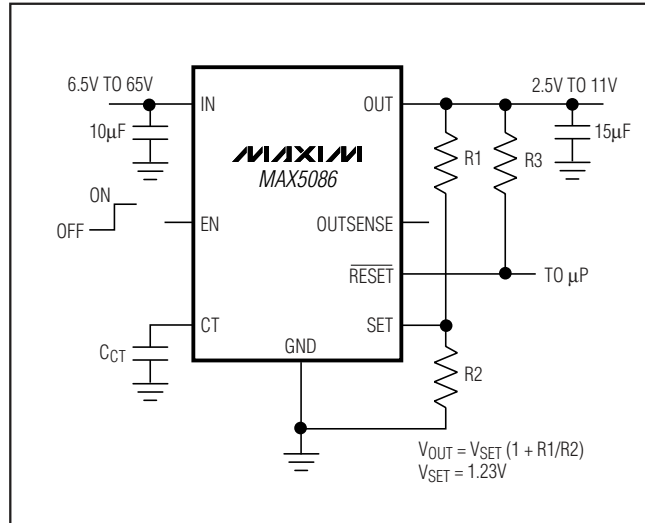 6.5V TO 65V
IN
OUT
2.5V TO 11V
10µF
15µF
R1
R3
MAXIM
MAX5086
ON
OFF
EN
OUTSENSE
RESET
TO µP
CT
SET
CCT
GND
R2
VOUT = VSET (1 + R1/R2)
VSET = 1.23V